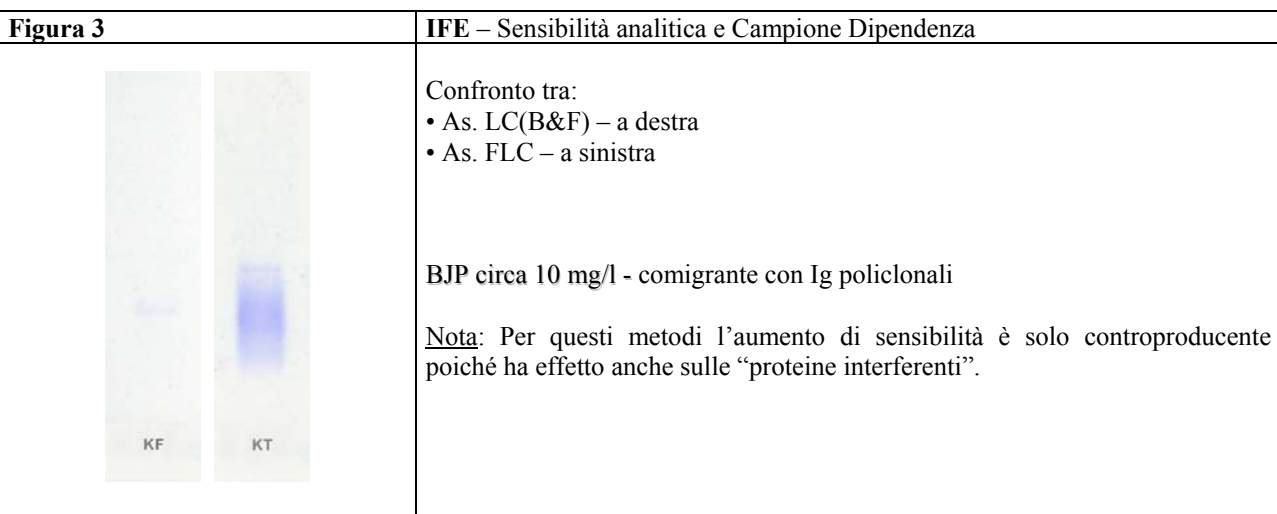 Figura 3
IFE – Sensibilità analitica e Campione Dipendenza
Confronto tra:
• As. LC(B&F) – a destra
• As. FLC – a sinistra
BJP circa 10 mg/l - comigrante con Ig policlonali
Nota: Per questi metodi l’aumento di sensibilità è solo controproducente
poiché ha effetto anche sulle “proteine interferenti”.
KF KT